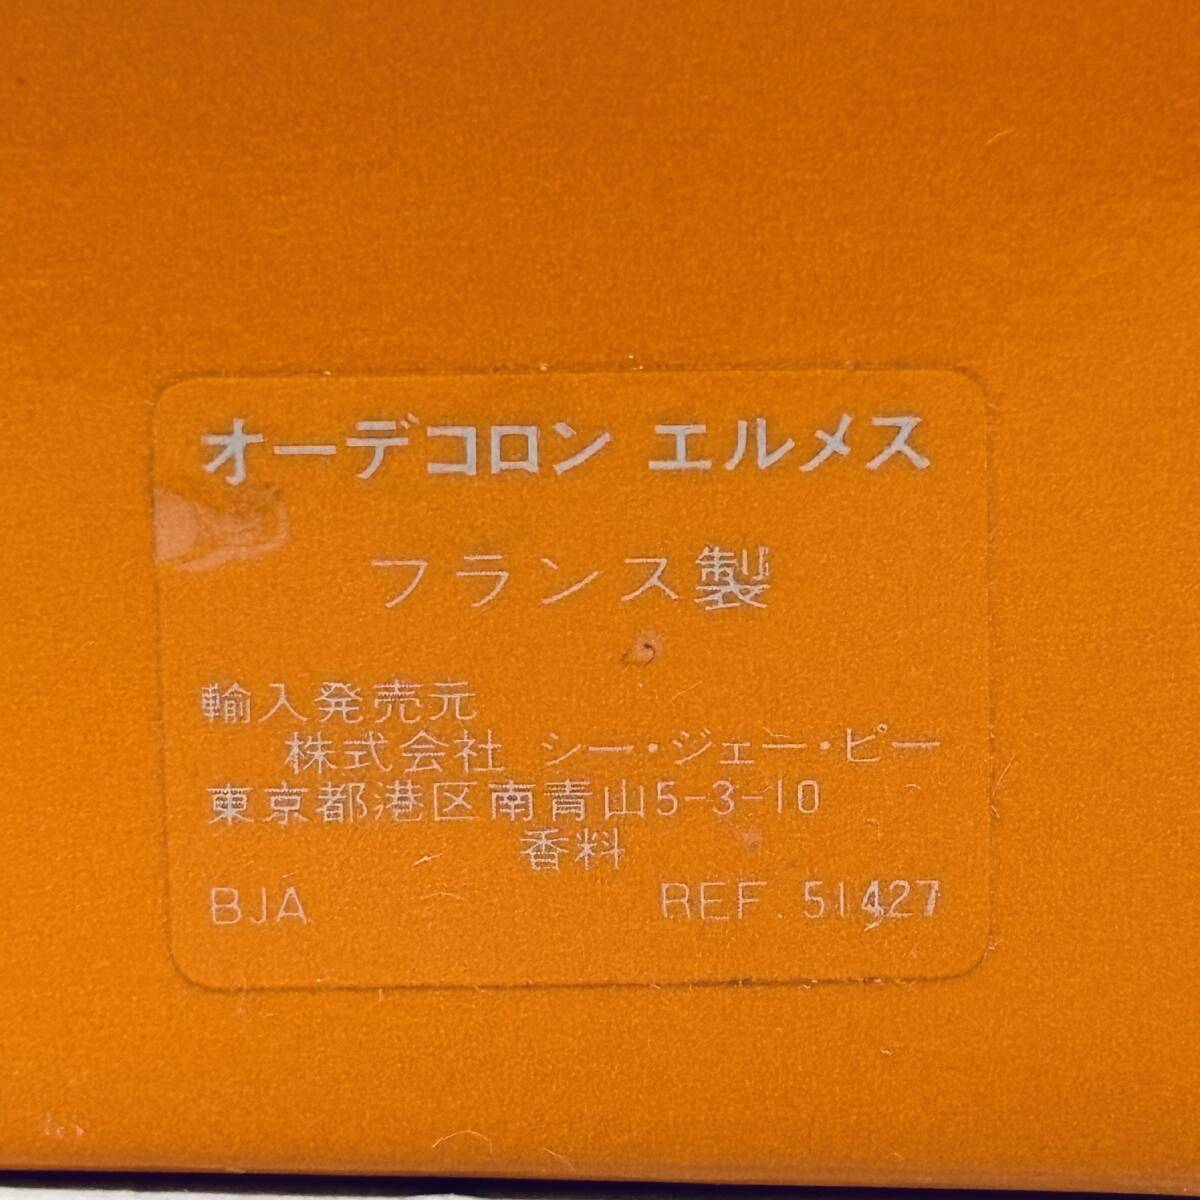 オーデコロン エルメス
フランス製
輸入発売元
株式会社 シー・ジェー・ピー
東京都港区南青山5-3-10
香料
BJA REF. 51427